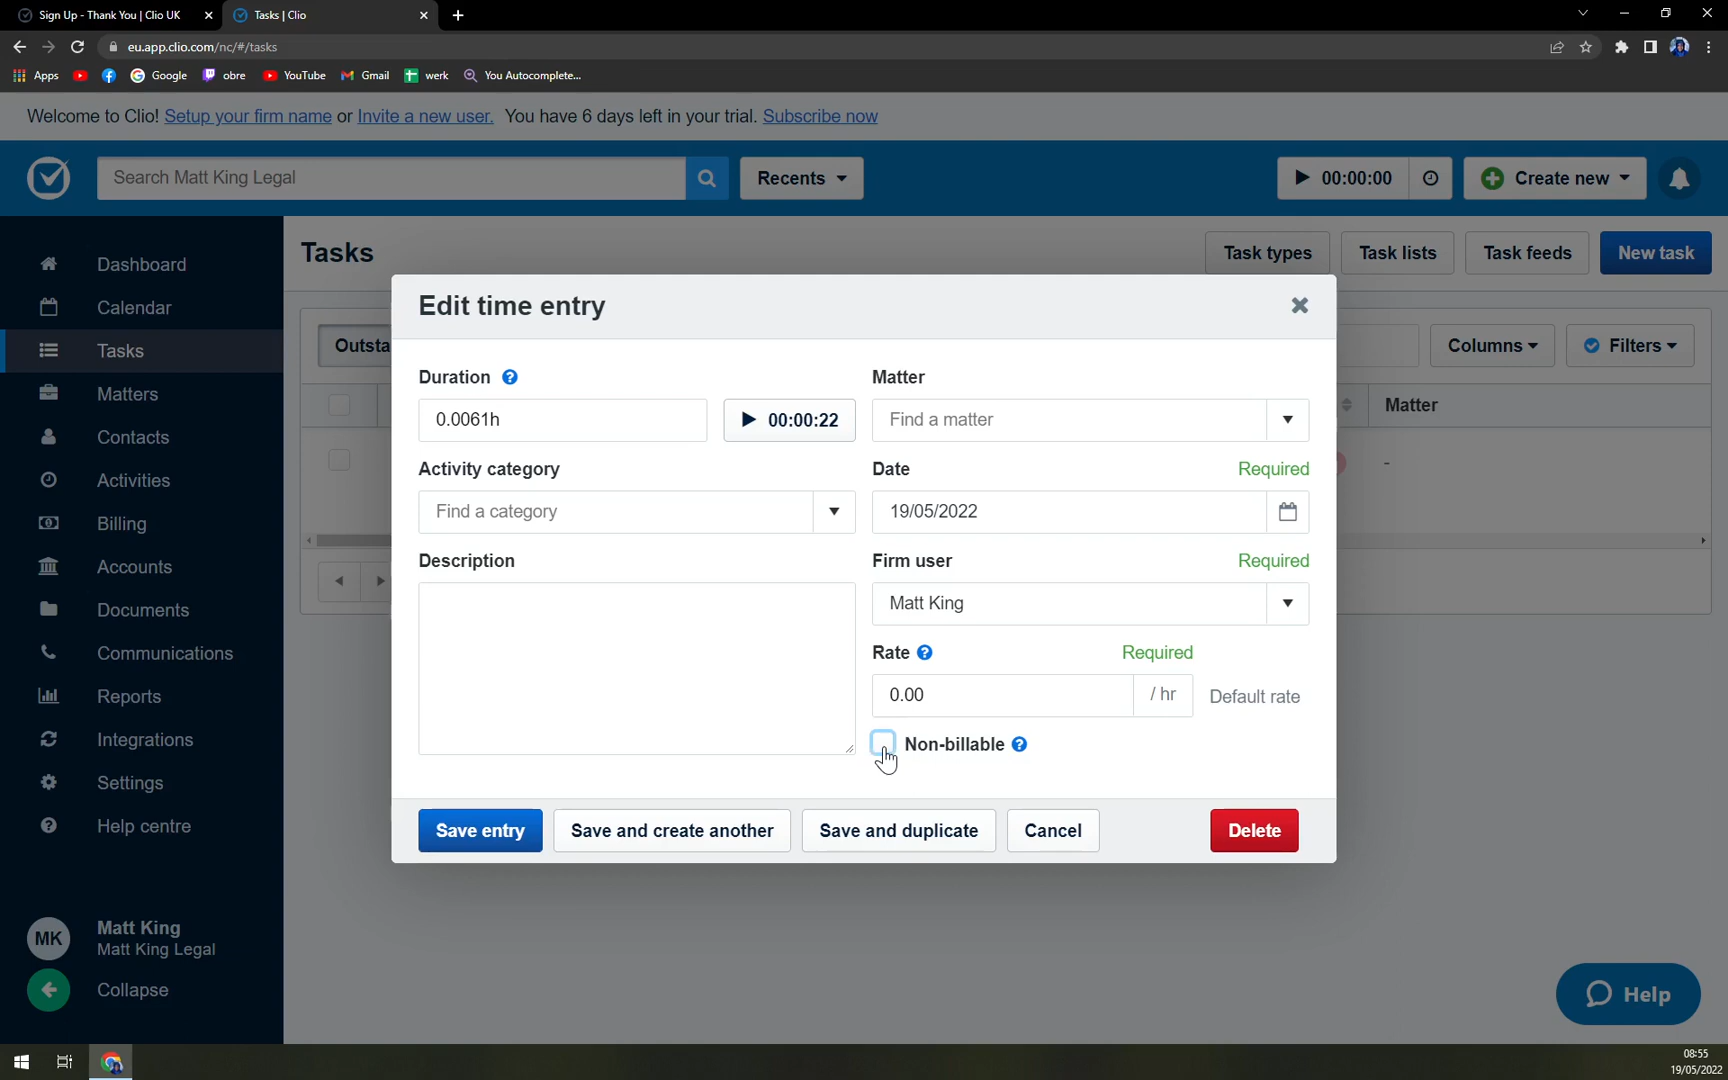 Sign Up - Thank You | Clio UK
Tasks | Clio
eu.app.clio.com/nc/#/tasks
Apps
Google
obre
YouTube
Gmail
werk
You Autocomplete...
Welcome to Clio! Setup your firm name or Invite a new user. You have 6 days left in your trial. Subscribe now
Search Matt King Legal
Recents
00:00:00
Create new
Dashboard
Calendar
Tasks
Matters
Contacts
Activities
Billing
Accounts
Documents
Communications
Reports
Integrations
Settings
Help centre
MK
Matt King
Matt King Legal
Collapse
Tasks
Task types
Task lists
Task feeds
New task
Outsta
Columns
Filters
Matter
-
Edit time entry
Duration ?
0.0061h
00:00:22
Matter
Find a matter
Activity category
Find a category
Date
Required
19/05/2022
Description
Firm user
Required
Matt King
Rate ?
Required
0.00
/ hr
Default rate
Non-billable ?
Save entry
Save and create another
Save and duplicate
Cancel
Delete
Help
08:55
19/05/2022